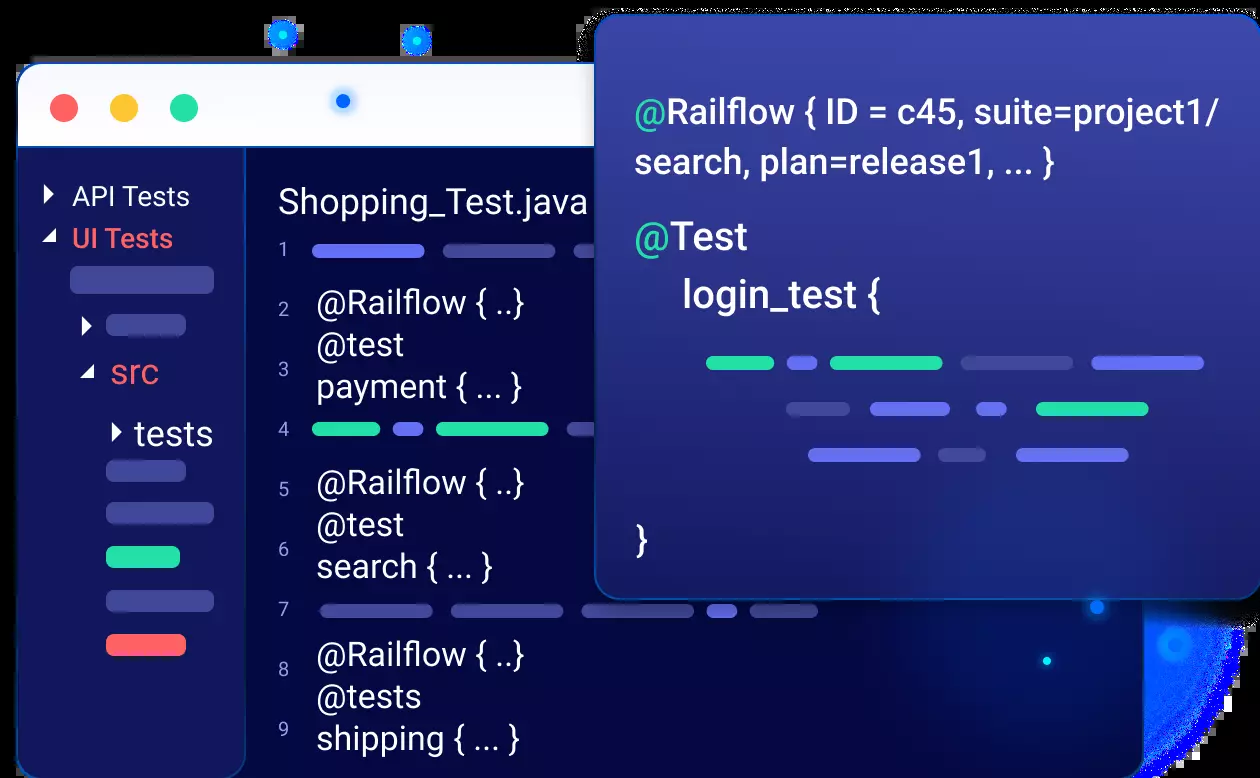 API Tests
UI Tests
src
tests
Shopping_Test.java
1
2
@Railflow { ..}
@test
3
payment { ... }
4
5
@Railflow { ..}
@test
6
search { ... }
7
8
@Railflow { ..}
@tests
9
shipping { ... }
@Railflow { ID = c45, suite=project1/
search, plan=release1, ... }
@Test
login_test {
}